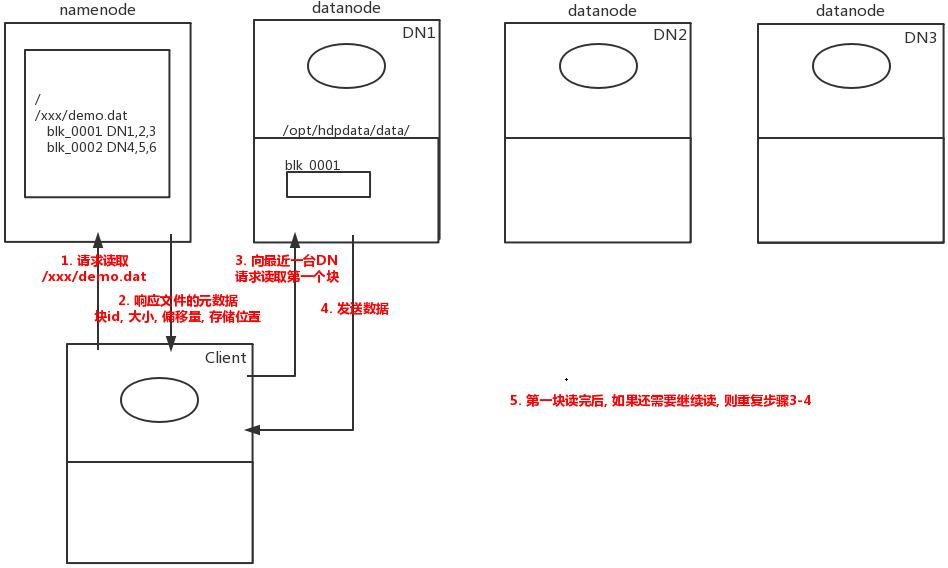 namenode
/
/xxx/demo.dat
blk_0001 DN1,2,3
blk_0002 DN4,5,6
datanode
DN1
/opt/hdpdata/data/
blk_0001
datanode
DN2
datanode
DN3
1. 请求读取
/xxx/demo.dat
2. 响应文件的元数据
块id, 大小, 偏移量, 存储位置
3. 向最近一台DN
请求读取第一个块
4. 发送数据
Client
5. 第一块读完后, 如果还需要继续读, 则重复步骤3-4